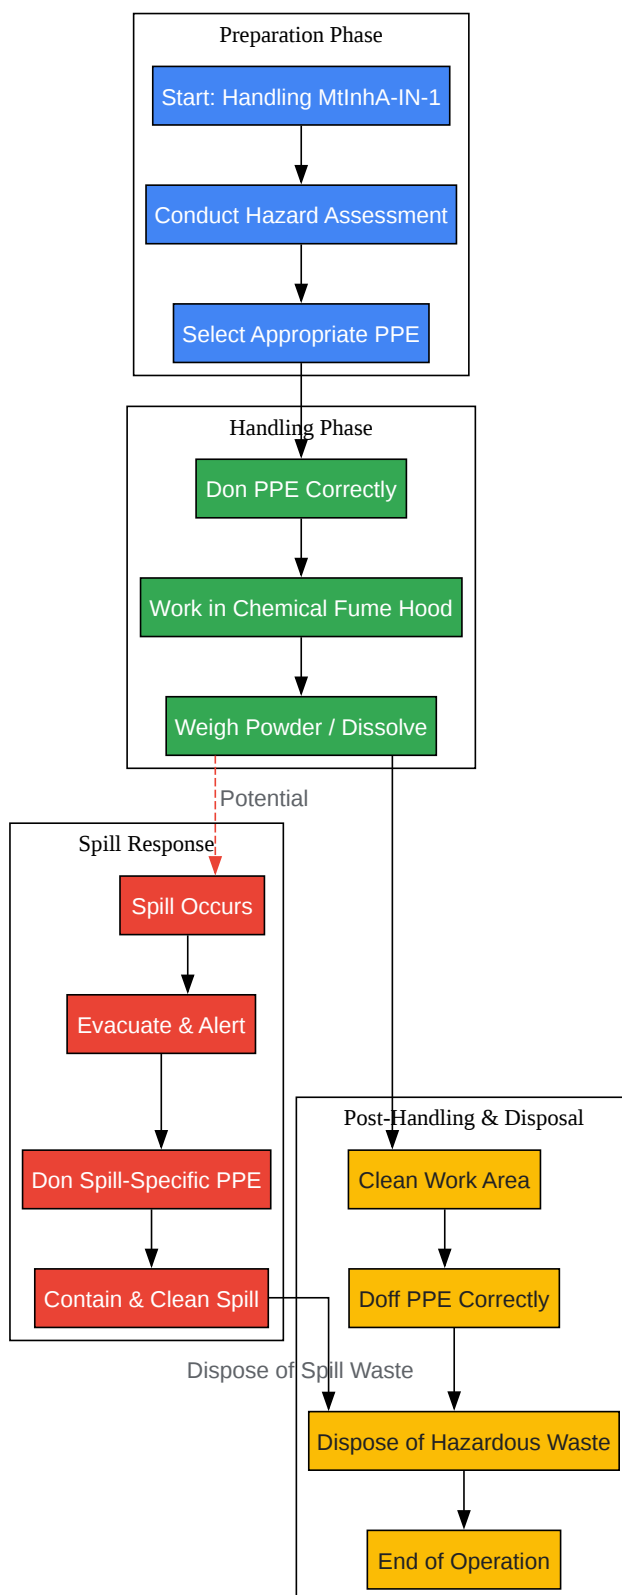 Preparation Phase
Start: Handling MtInhA-IN-1
Conduct Hazard Assessment
Select Appropriate PPE
Handling Phase
Don PPE Correctly
Work in Chemical Fume Hood
Weigh Powder / Dissolve
Potential
Spill Response
Spill Occurs
Evacuate & Alert
Don Spill-Specific PPE
Contain & Clean Spill
Post-Handling & Disposal
Clean Work Area
Doff PPE Correctly
Dispose of Spill Waste
Dispose of Hazardous Waste
End of Operation